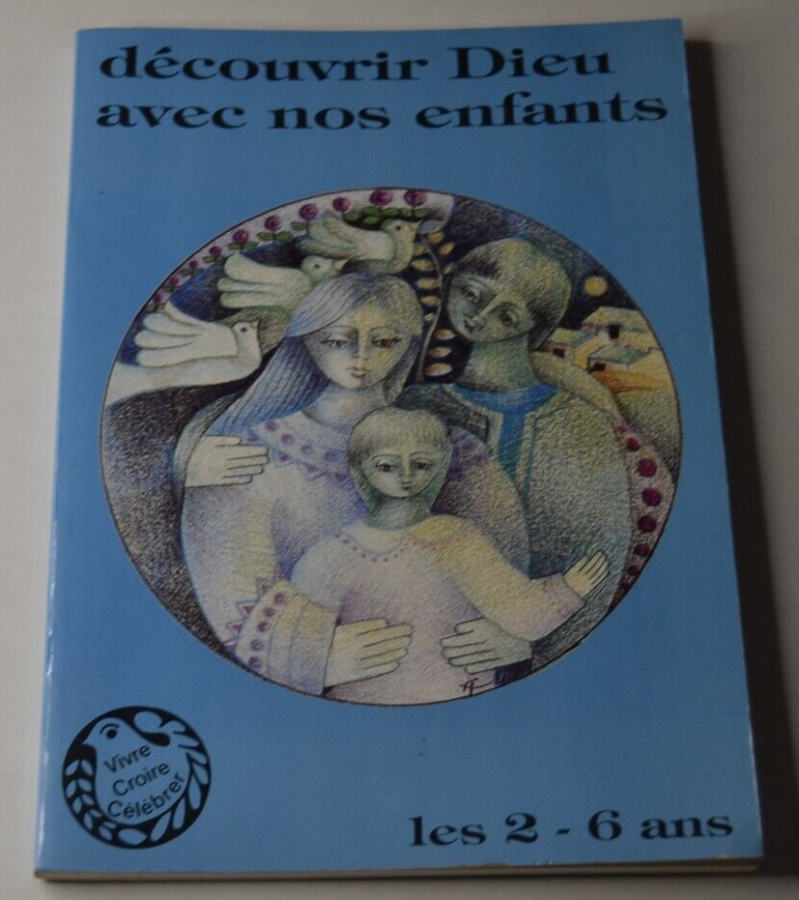 découvrir Dieu
avec nos enfants
Vivre
Croire
Célébrer
les 2 - 6 ans